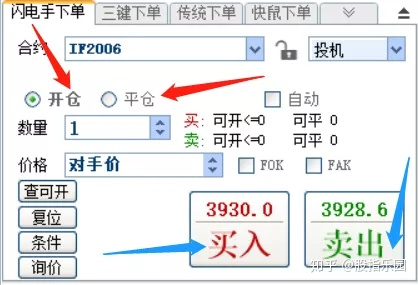 闪电手下单 三键下单 传统下单 快鼠下单
合约 IF2006 投机
开仓 平仓 自动
数量 1 买: 可开<=0 可平 0
卖: 可开<=0 可平 0
价格 对手价 FOK FAK
查可开
复位
条件
询价
3930.0 3928.6
买入 卖出
知乎 @股指乐园